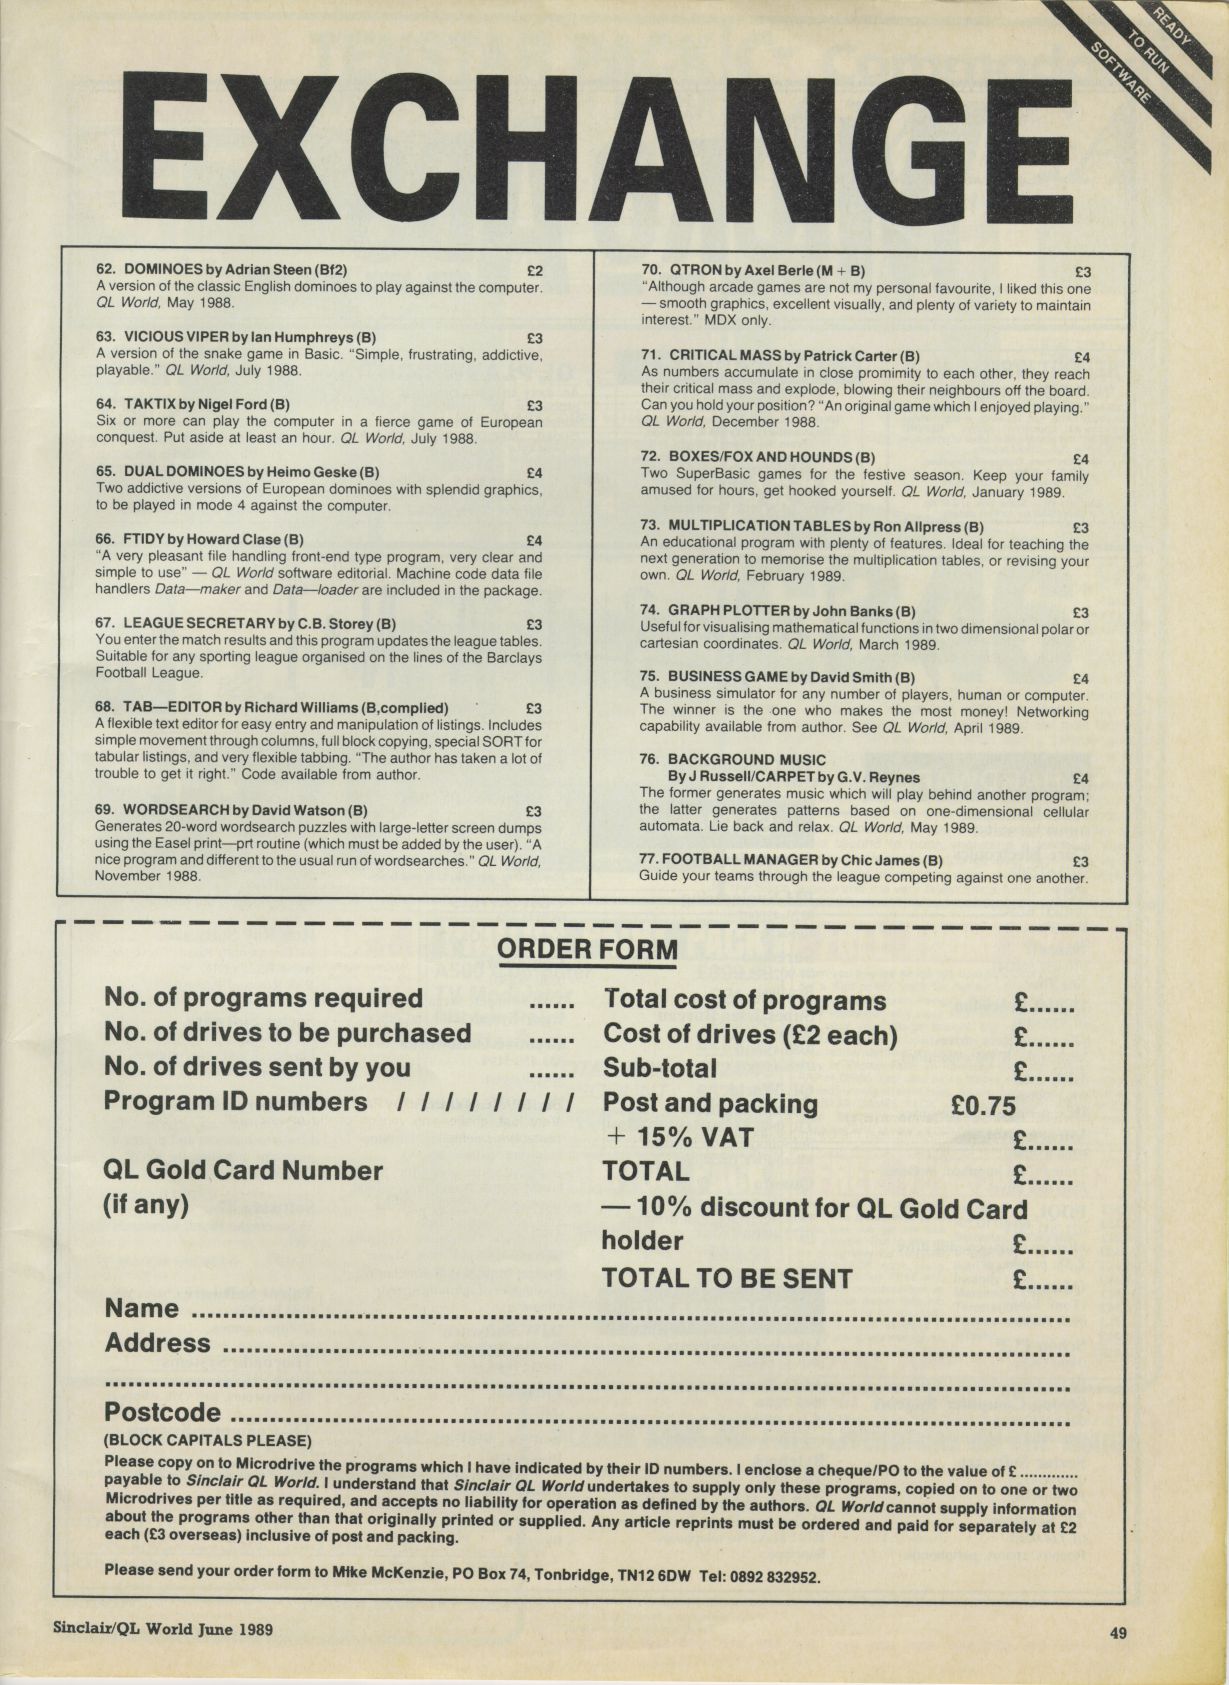 READY
TO RUN
SOFTWARE
EXCHANGE
62. DOMINOES by Adrian Steen (Bf2) £2
A version of the classic English dominoes to play against the computer.
QL World, May 1988.
63. VICIOUS VIPER by Ian Humphreys (B) £3
A version of the snake game in Basic. “Simple, frustrating, addictive,
playable.” QL World, July 1988.
64. TAKTIX by Nigel Ford (B) £3
Six or more can play the computer in a fierce game of European
conquest. Put aside at least an hour. QL World, July 1988.
65. DUAL DOMINOES by Heimo Geske (B) £4
Two addictive versions of European dominoes with splendid graphics,
to be played in mode 4 against the computer.
66. FTIDY by Howard Clase (B) £4
“A very pleasant file handling front-end type program, very clear and
simple to use” — QL World software editorial. Machine code data file
handlers Data—maker and Data—loader are included in the package.
67. LEAGUE SECRETARY by C.B. Storey (B) £3
You enter the match results and this program updates the league tables.
Suitable for any sporting league organised on the lines of the Barclays
Football League.
68. TAB—EDITOR by Richard Williams (B,complied) £3
A flexible text editor for easy entry and manipulation of listings. Includes
simple movement through columns, full block copying, special SORT for
tabular listings, and very flexible tabbing. “The author has taken a lot of
trouble to get it right.” Code available from author.
69. WORDSEARCH by David Watson (B) £3
Generates 20-word wordsearch puzzles with large-letter screen dumps
using the Easel print—prt routine (which must be added by the user). “A
nice program and different to the usual run of wordsearches.” QL World,
November 1988.
70. QTRON by Axel Berle (M + B) £3
“Although arcade games are not my personal favourite, I liked this one
— smooth graphics, excellent visually, and plenty of variety to maintain
interest.” MDX only.
71. CRITICAL MASS by Patrick Carter (B) £4
As numbers accumulate in close promimity to each other, they reach
their critical mass and explode, blowing their neighbours off the board.
Can you hold your position? “An original game which I enjoyed playing.”
QL World, December 1988.
72. BOXES/FOX AND HOUNDS (B) £4
Two SuperBasic games for the festive season. Keep your family
amused for hours, get hooked yourself. QL World, January 1989.
73. MULTIPLICATION TABLES by Ron Allpress (B) £3
An educational program with plenty of features. Ideal for teaching the
next generation to memorise the multiplication tables, or revising your
own. QL World, February 1989.
74. GRAPH PLOTTER by John Banks (B) £3
Useful for visualising mathematical functions in two dimensional polar or
cartesian coordinates. QL World, March 1989.
75. BUSINESS GAME by David Smith (B) £4
A business simulator for any number of players, human or computer.
The winner is the one who makes the most money! Networking
capability available from author. See QL World, April 1989.
76. BACKGROUND MUSIC
By J Russell/CARPET by G.V. Reynes £4
The former generates music which will play behind another program;
the latter generates patterns based on one-dimensional cellular
automata. Lie back and relax. QL World, May 1989.
77. FOOTBALL MANAGER by Chic James (B) £3
Guide your teams through the league competing against one another.
ORDER FORM
No. of programs required ......
No. of drives to be purchased ......
No. of drives sent by you ......
Program ID numbers / / / / / / / /
QL Gold Card Number
(if any)
Total cost of programs £......
Cost of drives (£2 each) £......
Sub-total £......
Post and packing £0.75
+ 15% VAT £......
TOTAL £......
— 10% discount for QL Gold Card
holder £......
TOTAL TO BE SENT £......
Name ..........
Address ..........
..........
Postcode ..........
(BLOCK CAPITALS PLEASE)
Please copy on to Microdrive the programs which I have indicated by their ID numbers. I enclose a cheque/PO to the value of £ .............
payable to Sinclair QL World. I understand that Sinclair QL World undertakes to supply only these programs, copied on to one or two
Microdrives per title as required, and accepts no liability for operation as defined by the authors. QL World cannot supply information
about the programs other than that originally printed or supplied. Any article reprints must be ordered and paid for separately at £2
each (£3 overseas) inclusive of post and packing.
Please send your order form to Mike McKenzie, PO Box 74, Tonbridge, TN12 6DW Tel: 0892 832952.
Sinclair/QL World June 1989
49